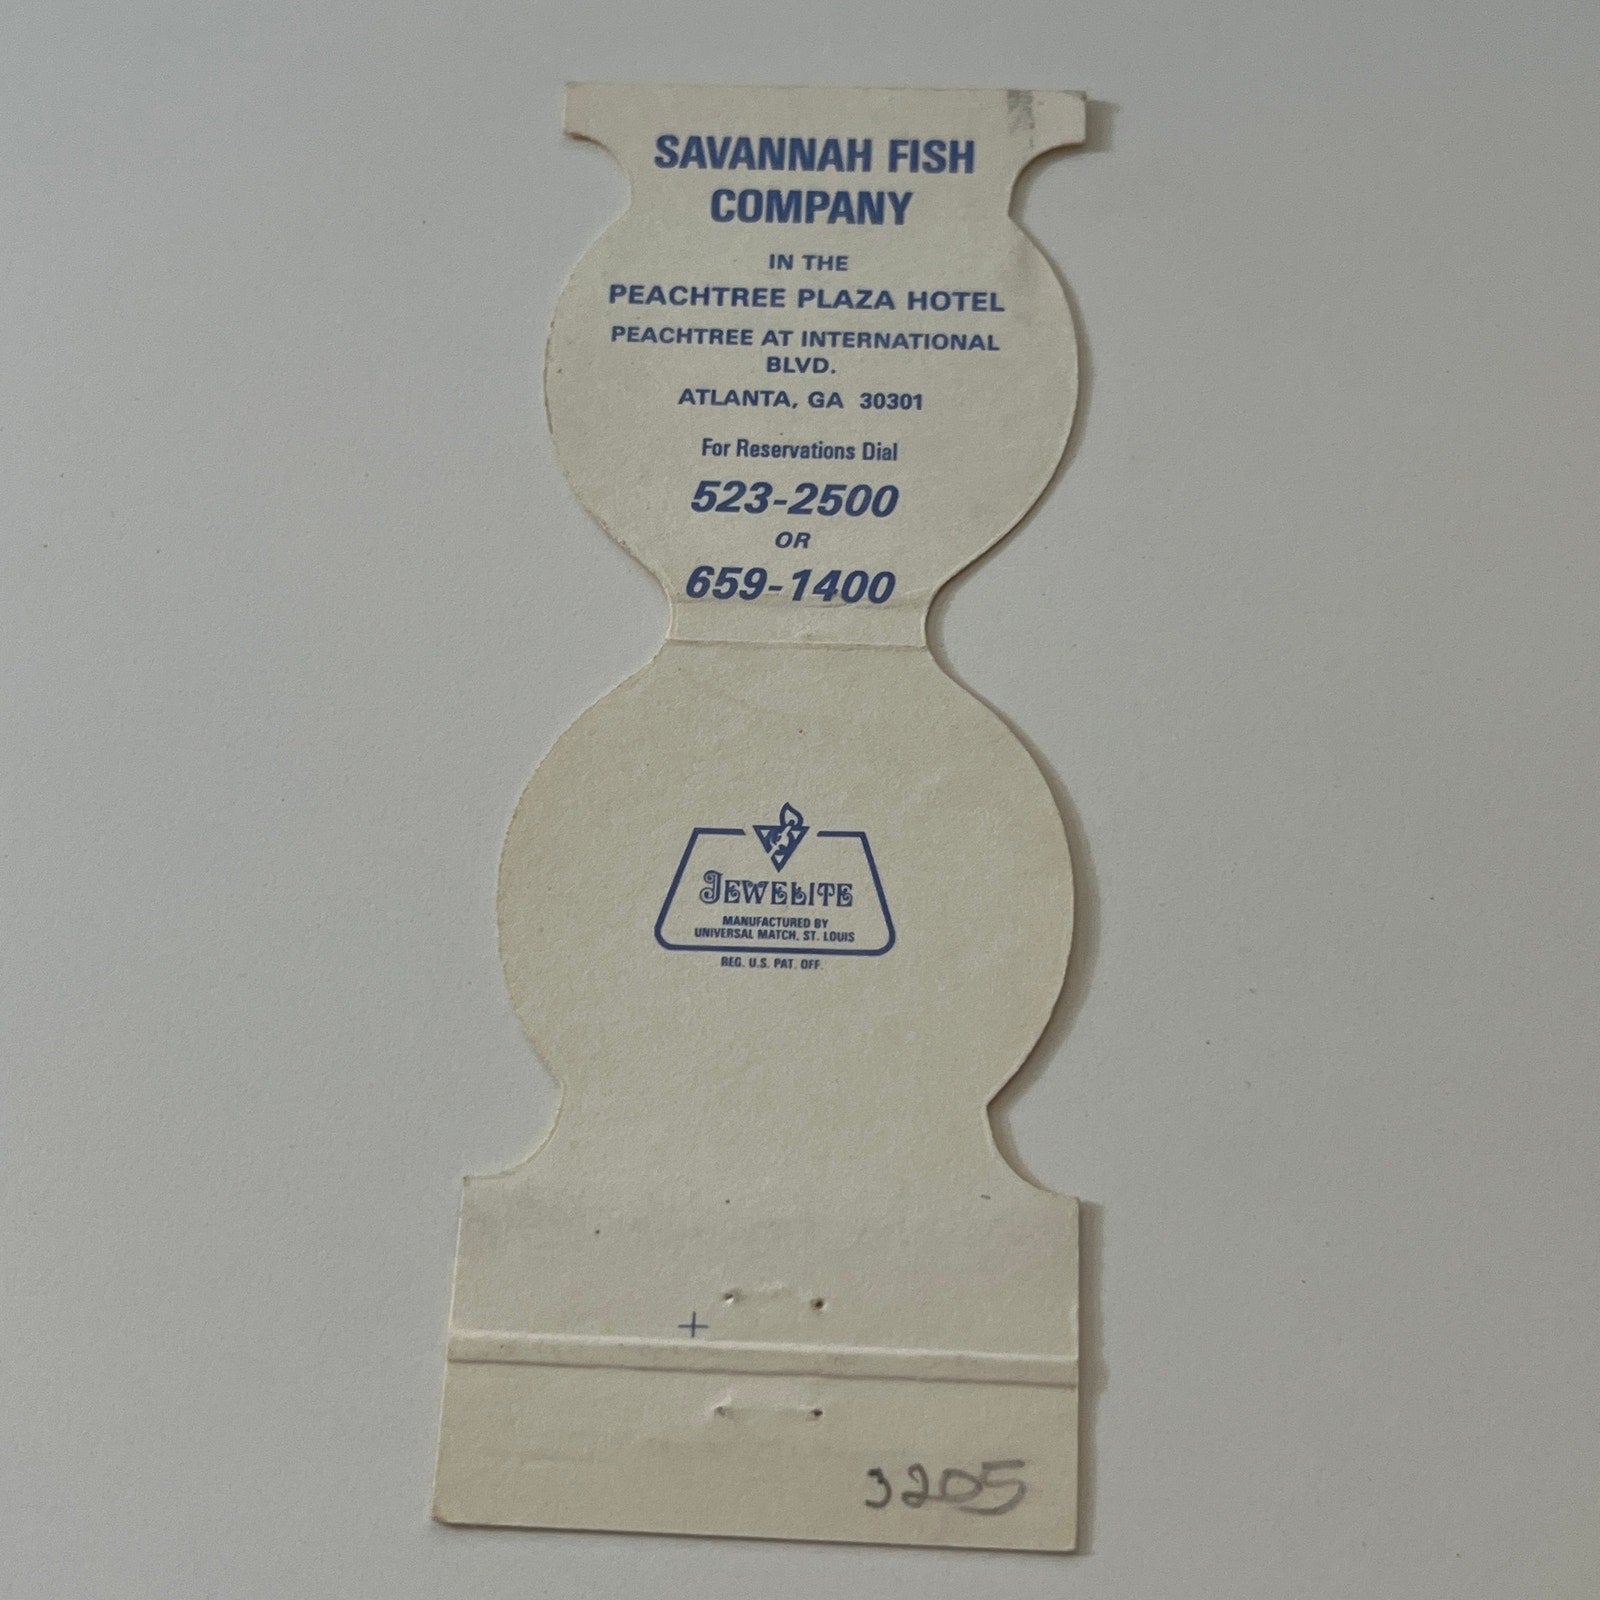 SAVANNAH FISH
COMPANY
IN THE
PEACHTREE PLAZA HOTEL
PEACHTREE AT INTERNATIONAL
BLVD.
ATLANTA, GA 30301
For Reservations Dial
523-2500
OR
659-1400
JEWELITE
MANUFACTURED BY
UNIVERSAL MATCH, ST. LOUIS
REG. U.S. PAT. OFF.
3205